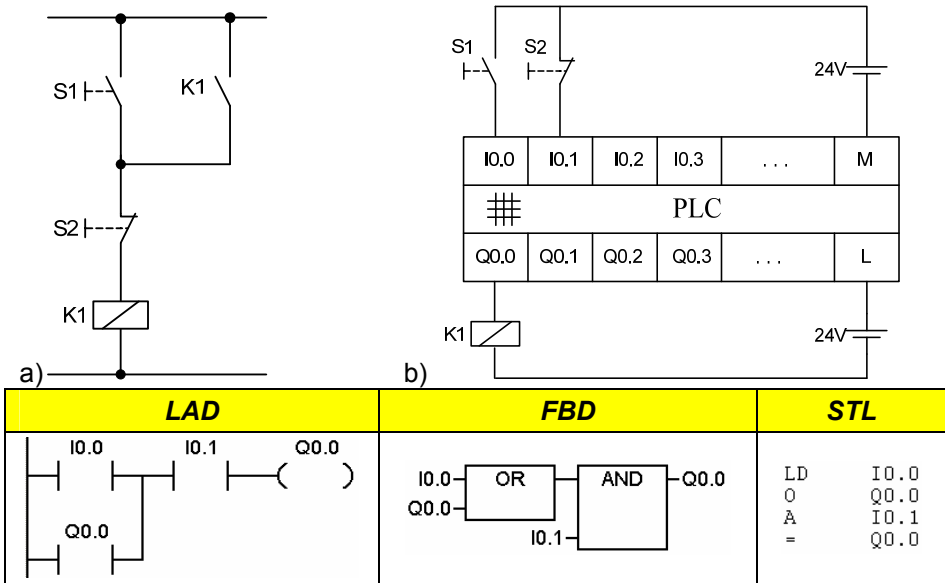 S1
K1
S2
K1
a)
S1 S2
24V
I0.0 I0.1 I0.2 I0.3 ... M
PLC
Q0.0 Q0.1 Q0.2 Q0.3 ... L
K1
24V
b)
LAD FBD STL
I0.0 I0.1 Q0.0
Q0.0
I0.0 OR AND Q0.0
Q0.0
I0.1
LD I0.0
O Q0.0
A I0.1
= Q0.0